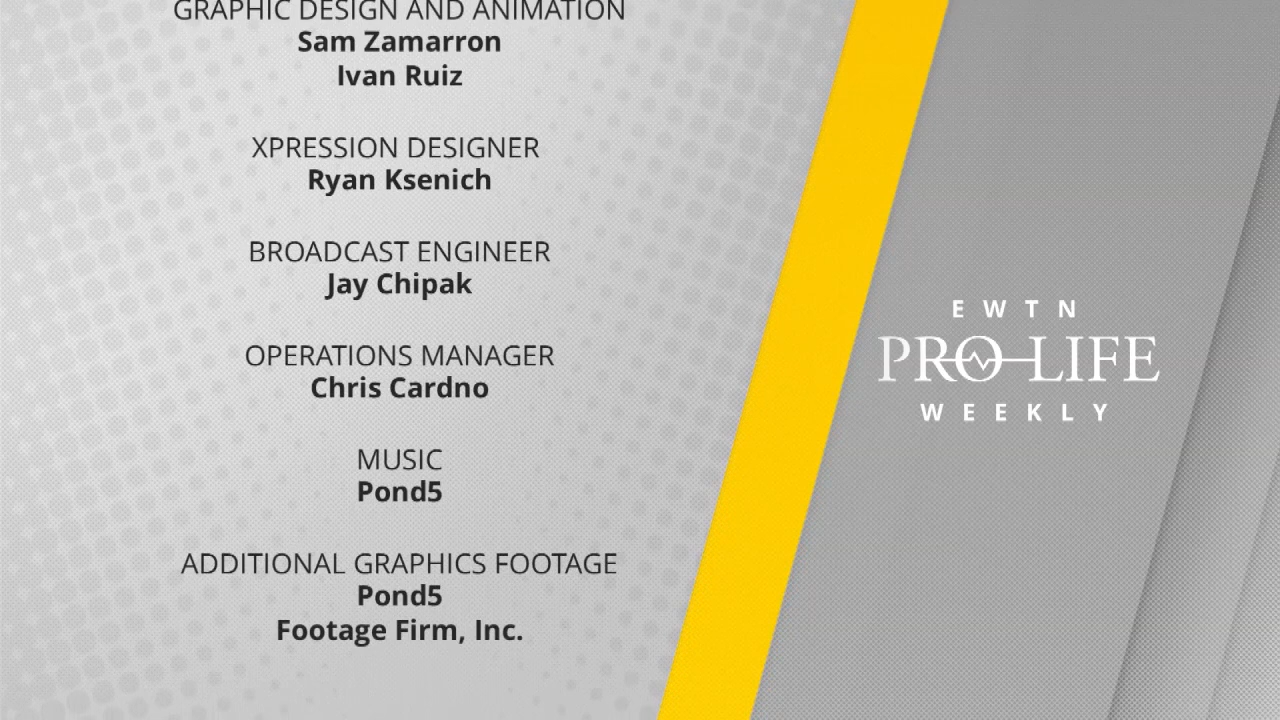 GRAPHIC DESIGN AND ANIMATION
Sam Zamarron
Ivan Ruiz
XPRESSION DESIGNER
Ryan Ksenich
BROADCAST ENGINEER
Jay Chipak
OPERATIONS MANAGER
Chris Cardno
MUSIC
Pond5
ADDITIONAL GRAPHICS FOOTAGE
Pond5
Footage Firm, Inc.
EWTN
PRO LIFE
WEEKLY